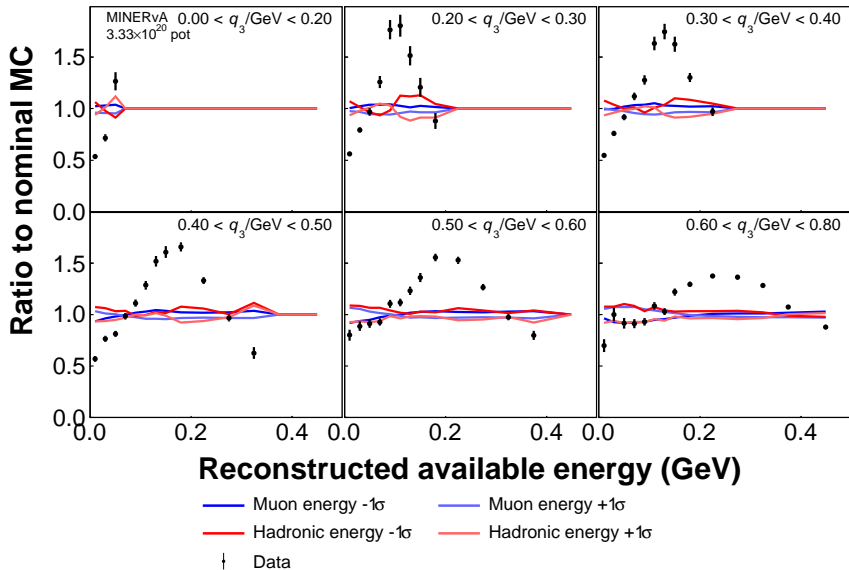 MINERvA
3.33×10²⁰ pot
0.00 < q₃/GeV < 0.20
0.20 < q₃/GeV < 0.30
0.30 < q₃/GeV < 0.40
2.0
1.5
1.0
0.5
0.0
0.40 < q₃/GeV < 0.50
0.50 < q₃/GeV < 0.60
0.60 < q₃/GeV < 0.80
1.5
1.0
0.5
0.0
Ratio to nominal MC
0.0 0.2 0.4 0.0 0.2 0.4 0.0 0.2 0.4
Reconstructed available energy (GeV)
Muon energy -1σ
Muon energy +1σ
Hadronic energy -1σ
Hadronic energy +1σ
Data